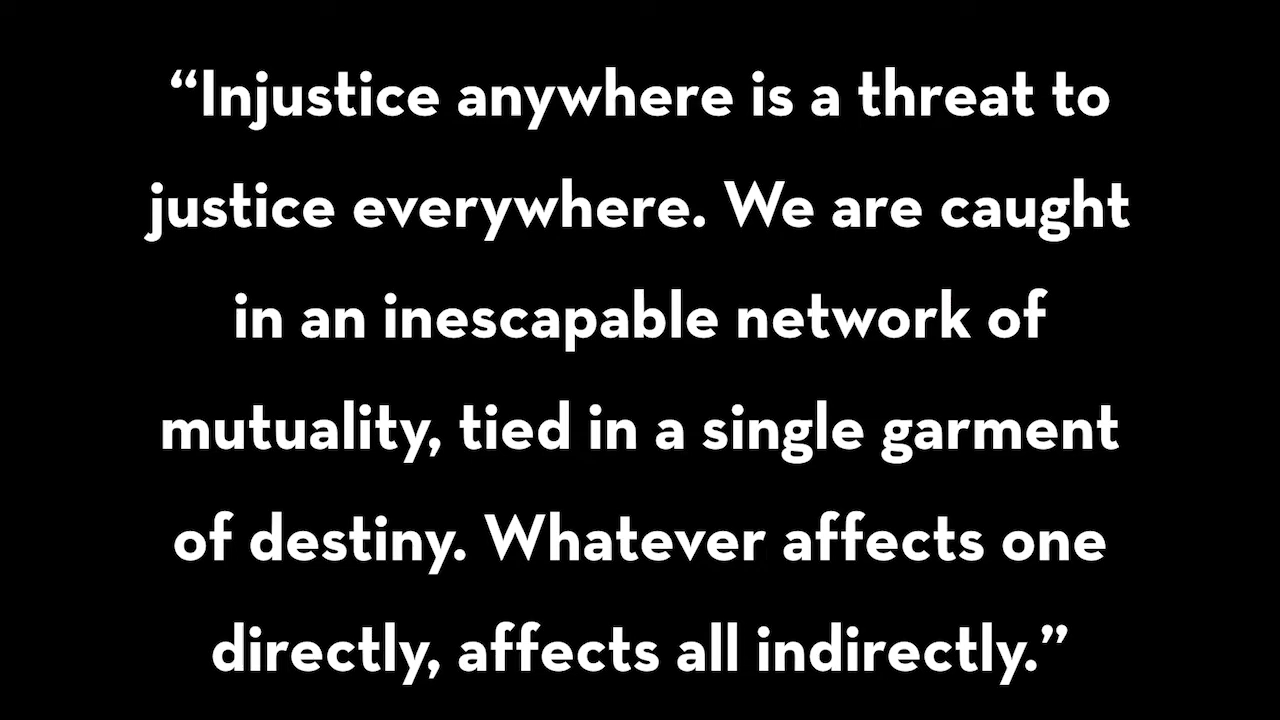 “Injustice anywhere is a threat to
justice everywhere. We are caught
in an inescapable network of
mutuality, tied in a single garment
of destiny. Whatever affects one
directly, affects all indirectly.”